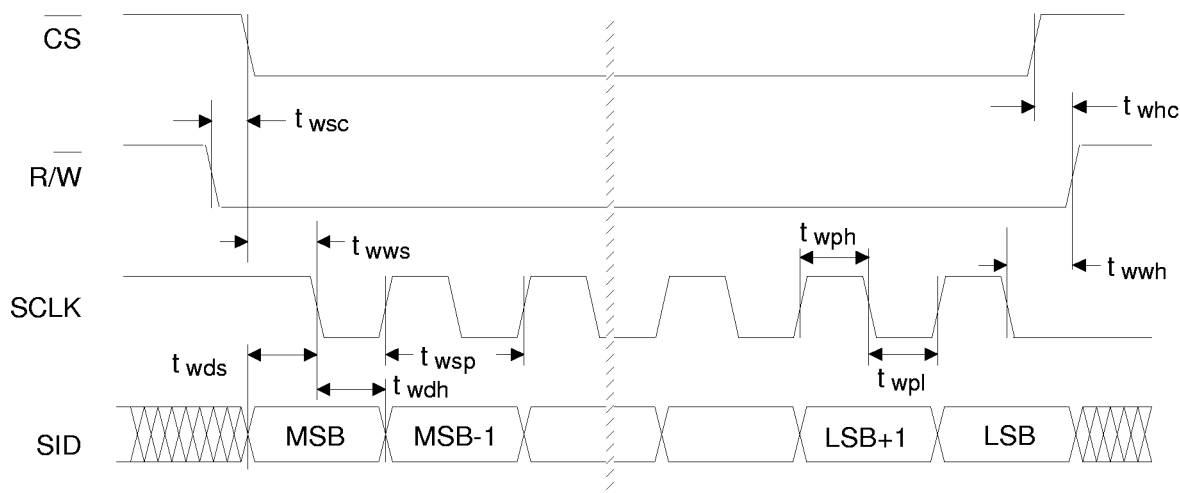 CS
t wsc
t whc
R/W
t wws
t wph
t wwh
SCLK
t wds
t wsp
t wdh
t wpl
SID
MSB
MSB-1
LSB+1
LSB